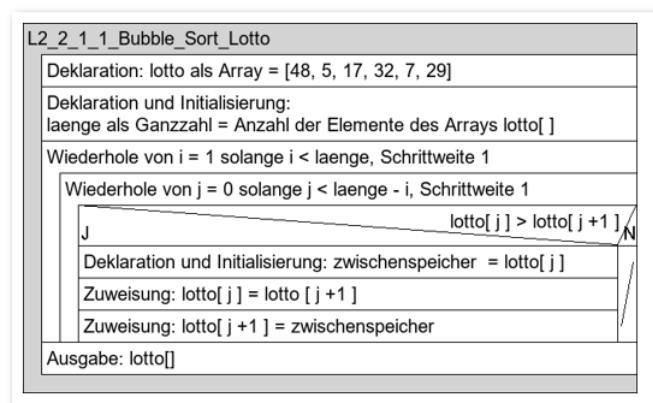 L2_2_1_1_Bubble_Sort_Lotto
Deklaration: lotto als Array = [48, 5, 17, 32, 7, 29]
Deklaration und Initialisierung:
laenge als Ganzzahl = Anzahl der Elemente des Arrays lotto[ ]
Wiederhole von i = 1 solange i < laenge, Schrittweite 1
Wiederhole von j = 0 solange j < laenge - i, Schrittweite 1
lotto[ j ] > lotto[ j +1 ]
J N
Deklaration und Initialisierung: zwischenspeicher = lotto[ j ]
Zuweisung: lotto[ j ] = lotto [ j +1 ]
Zuweisung: lotto[ j +1 ] = zwischenspeicher
Ausgabe: lotto[]